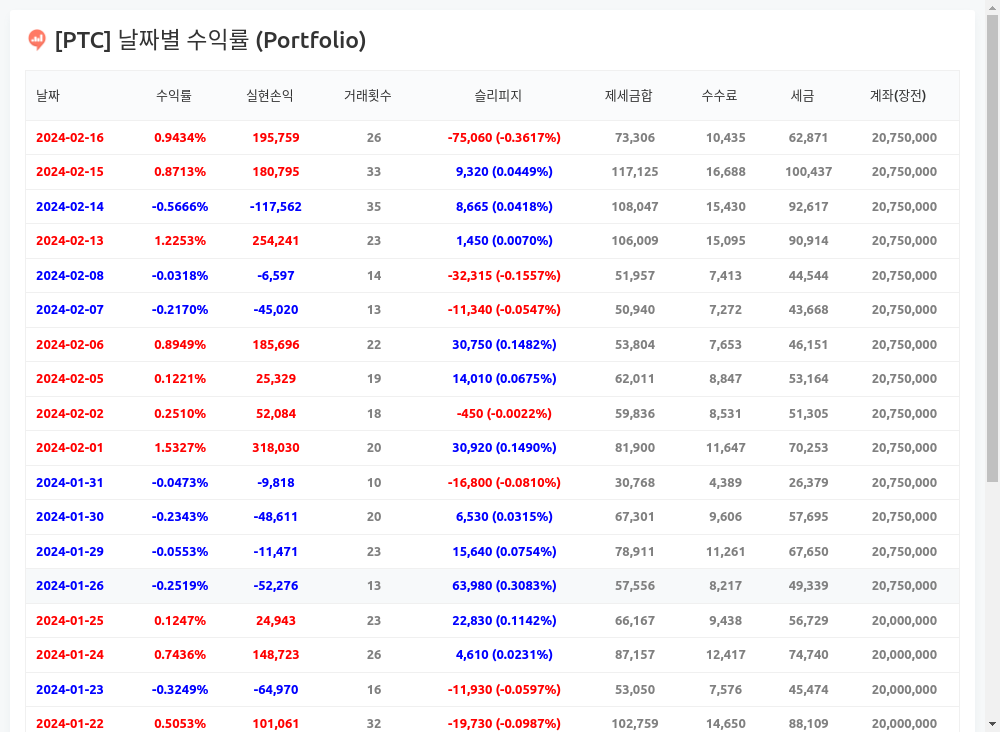 [PTC] 날짜별 수익률 (Portfolio)
날짜 수익률 실현손익 거래횟수 슬리피지 제세금합 수수료 세금 계좌(장전)
2024-02-16 0.9434% 195,759 26 -75,060 (-0.3617%) 73,306 10,435 62,871 20,750,000
2024-02-15 0.8713% 180,795 33 9,320 (0.0449%) 117,125 16,688 100,437 20,750,000
2024-02-14 -0.5666% -117,562 35 8,665 (0.0418%) 108,047 15,430 92,617 20,750,000
2024-02-13 1.2253% 254,241 23 1,450 (0.0070%) 106,009 15,095 90,914 20,750,000
2024-02-08 -0.0318% -6,597 14 -32,315 (-0.1557%) 51,957 7,413 44,544 20,750,000
2024-02-07 -0.2170% -45,020 13 -11,340 (-0.0547%) 50,940 7,272 43,668 20,750,000
2024-02-06 0.8949% 185,696 22 30,750 (0.1482%) 53,804 7,653 46,151 20,750,000
2024-02-05 0.1221% 25,329 19 14,010 (0.0675%) 62,011 8,847 53,164 20,750,000
2024-02-02 0.2510% 52,084 18 -450 (-0.0022%) 59,836 8,531 51,305 20,750,000
2024-02-01 1.5327% 318,030 20 30,920 (0.1490%) 81,900 11,647 70,253 20,750,000
2024-01-31 -0.0473% -9,818 10 -16,800 (-0.0810%) 30,768 4,389 26,379 20,750,000
2024-01-30 -0.2343% -48,611 20 6,530 (0.0315%) 67,301 9,606 57,695 20,750,000
2024-01-29 -0.0553% -11,471 23 15,640 (0.0754%) 78,911 11,261 67,650 20,750,000
2024-01-26 -0.2519% -52,276 13 63,980 (0.3083%) 57,556 8,217 49,339 20,750,000
2024-01-25 0.1247% 24,943 23 22,830 (0.1142%) 66,167 9,438 56,729 20,000,000
2024-01-24 0.7436% 148,723 26 4,610 (0.0231%) 87,157 12,417 74,740 20,000,000
2024-01-23 -0.3249% -64,970 16 -11,930 (-0.0597%) 53,050 7,576 45,474 20,000,000
2024-01-22 0.5053% 101,061 32 -19,730 (-0.0987%) 102,759 14,650 88,109 20,000,000